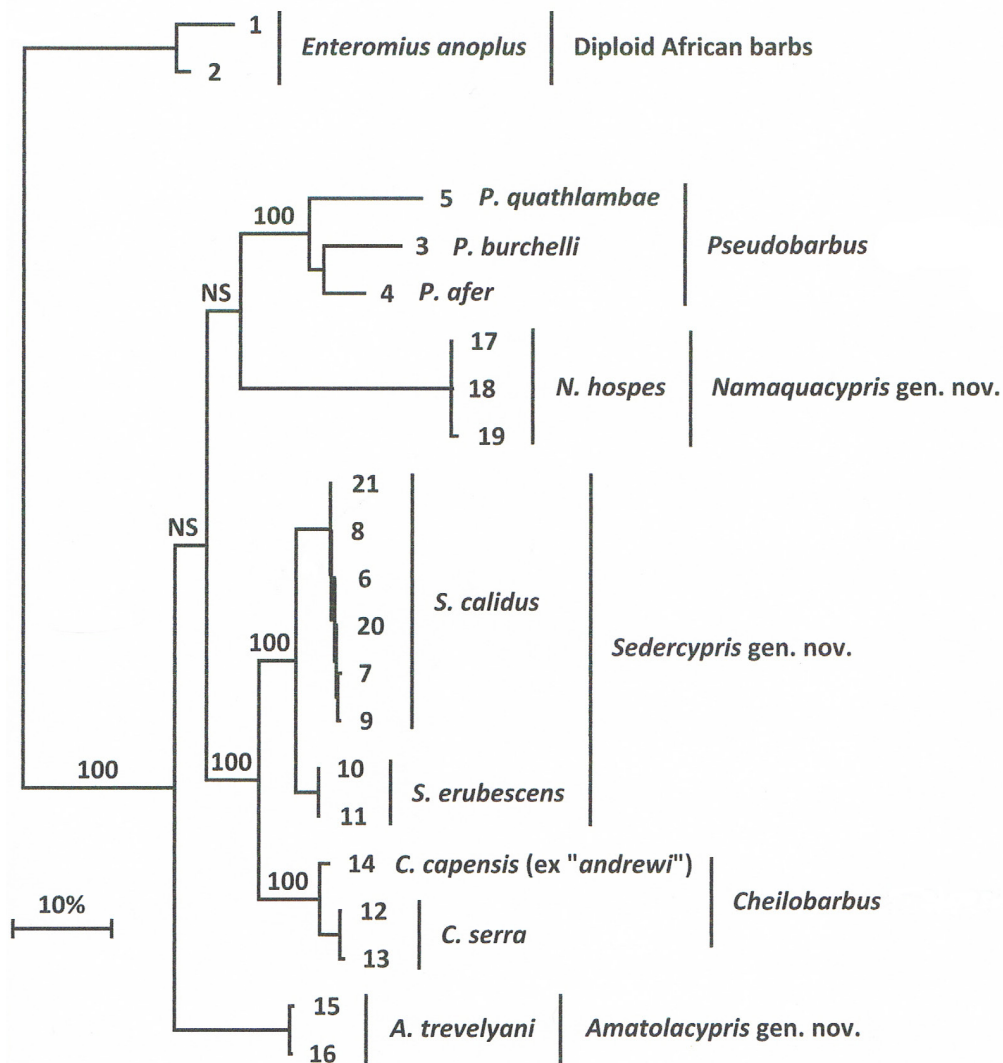 1
Enteromius anoplus
Diploid African barbs
2
100
5 P. quathlambae
3 P. burchelli
Pseudobarbus
4 P. afer
NS
17
18
N. hospes
Namaquacypris gen. nov.
19
21
NS
8
6
S. calidus
20
100
Sedercypris gen. nov.
7
9
100
100
10
S. erubescens
11
14 C. capensis (ex "andrewi")
100
Cheilobarbus
10%
12
C. serra
13
15
A. trevelyani
Amatolacypris gen. nov.
16